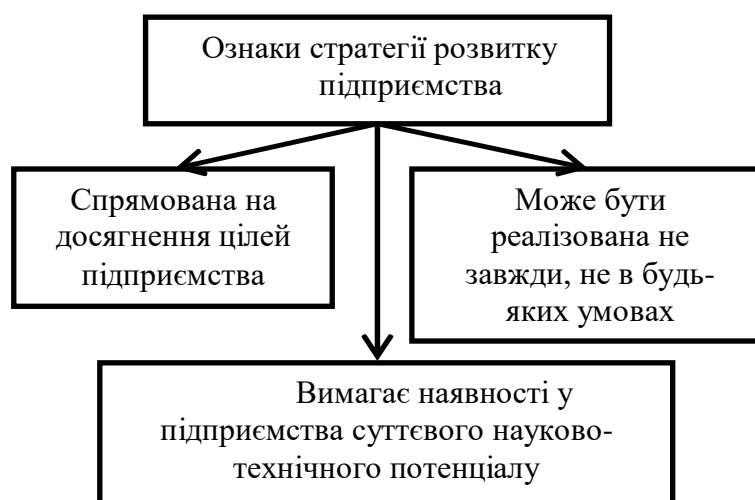 Ознаки стратегії розвитку
підприємства
Спрямована на
досягнення цілей
підприємства
Може бути
реалізована не
завжди, не в будь-
яких умовах
Вимагає наявності у
підприємства суттєвого науково-
технічного потенціалу